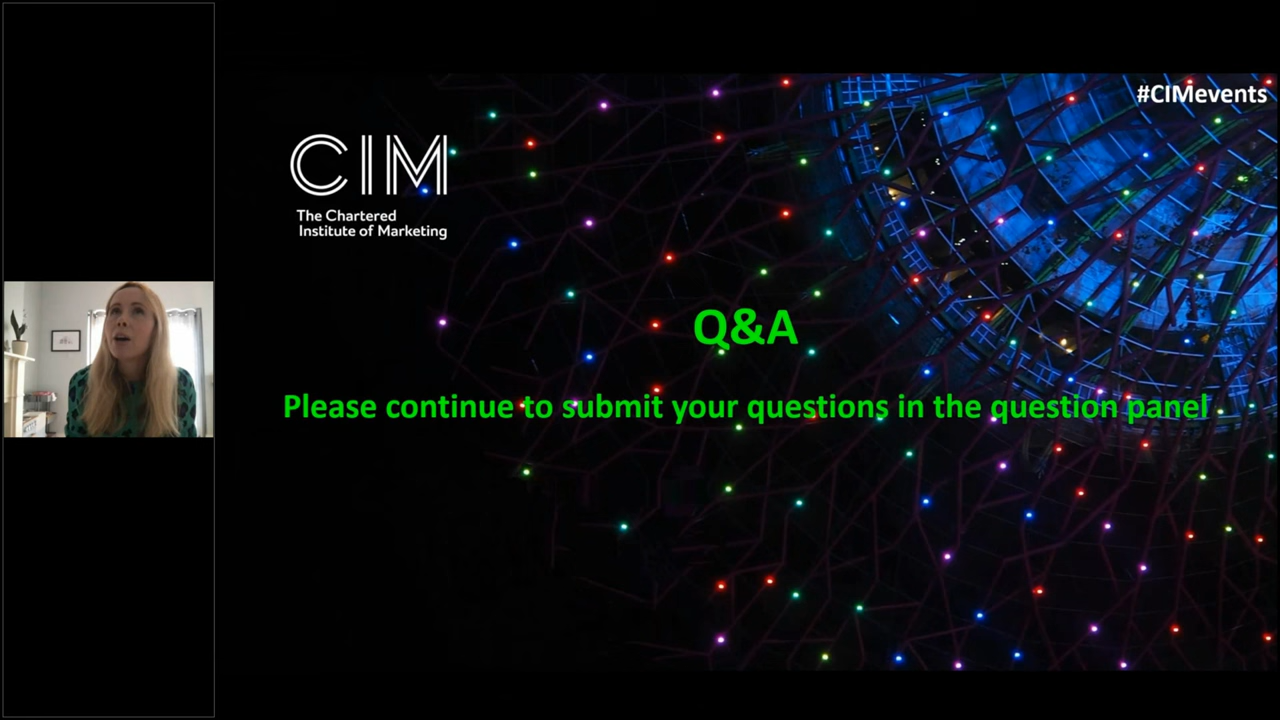 #CIMevents
CIM
The Chartered
Institute of Marketing
Q&A
Please continue to submit your questions in the question panel